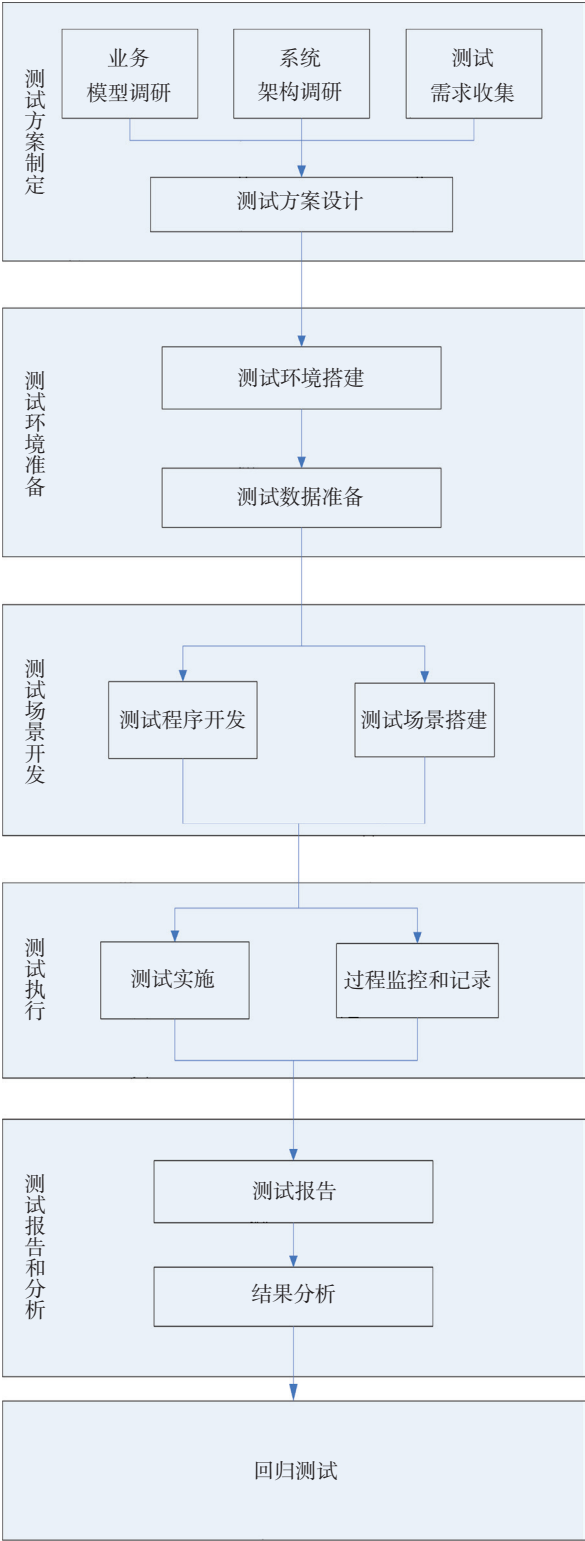 测试方案制定
业务
模型调研
系统
架构调研
测试
需求收集
测试方案设计
测试环境准备
测试环境搭建
测试数据准备
测试场景开发
测试程序开发
测试场景搭建
测试执行
测试实施
过程监控和记录
测试报告和分析
测试报告
结果分析
回归测试